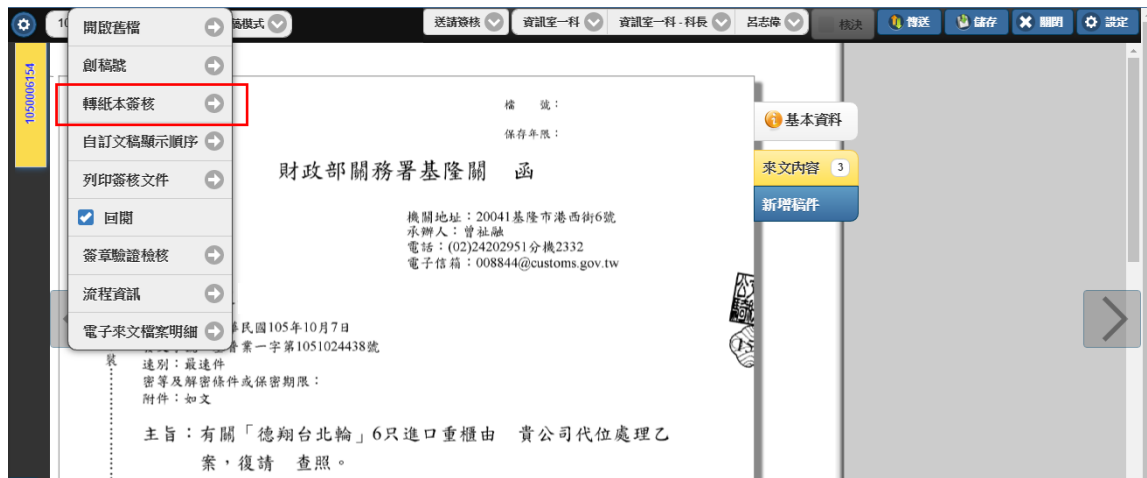 10
稿模式
送請簽核
資訊室一科
資訊室一科-科長
呂志偉
核決
複送
儲存
關閉
設定
1050006154
開啟舊檔
創稿號
轉紙本簽核
自訂文稿顯示順序
列印簽核文件
回閱
簽章驗證檢核
流程資訊
電子來文檔案明細
基本資料
來文內容 3
新增稿件
檔 號：
保存年限：
財政部關務署基隆關 函
機關地址：20041基隆市港西街6號
承辦人：曾祉融
電話：(02)24202951分機2332
電子信箱：008844@customs.gov.tw
民國105年10月7日
業一字第1051024438號
速別：最速件
密等及解密條件或保密期限：
附件：如文
裝
主旨：有關「德翔台北輪」6只進口重櫃由 貴公司代位處理乙
案，復請 查照。